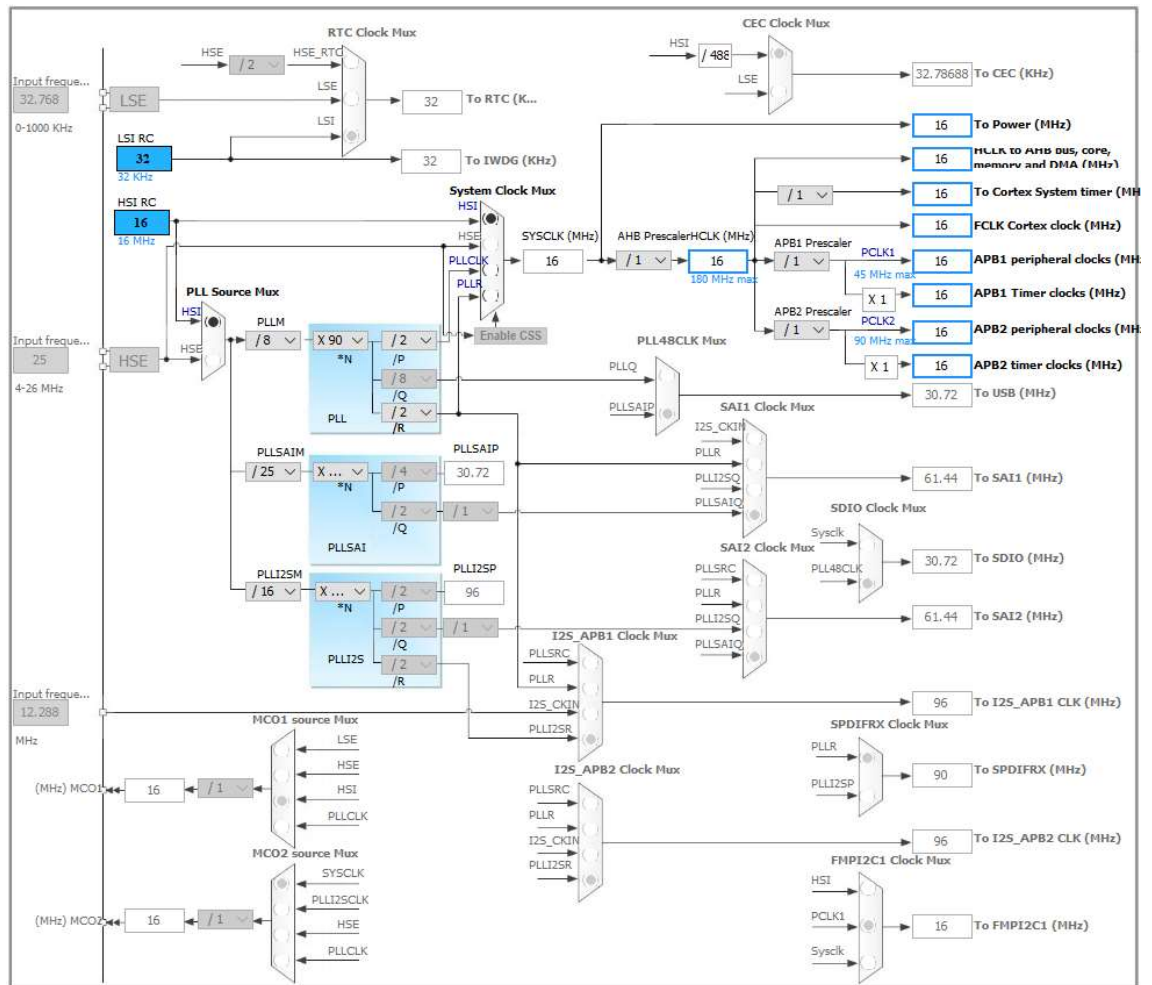 RTC Clock Mux
HSE
/ 2
HSE_RTC
LSE
LSI
32
To RTC (K...
Input freque...
32.768
0-1000 KHz
LSE
LSI RC
32
32 KHz
32
To IWDG (KHz)
CEC Clock Mux
HSI
/ 488
LSE
32.78688
To CEC (KHz)
HSI RC
16
16 MHz
System Clock Mux
HSI
HSE
PLLCLK
PLLR
Enable CSS
SYSCLK (MHz)
16
AHB Prescaler
/ 1
HCLK (MHz)
16
180 MHz max
16
To Power (MHz)
16
HCLK to AHB bus, core,
memory and DMA (MHz)
/ 1
16
To Cortex System timer (MH
16
FCLK Cortex clock (MHz)
APB1 Prescaler
/ 1
PCLK1
45 MHz max
16
APB1 peripheral clocks (MH
X 1
16
APB1 Timer clocks (MHz)
APB2 Prescaler
/ 1
PCLK2
90 MHz max
16
APB2 peripheral clocks (MH
X 1
16
APB2 timer clocks (MHz)
PLL Source Mux
HSI
HSE
Input freque...
25
4-26 MHz
HSE
PLLM
/ 8
X 90
*N
/ 2
/P
/ 8
/Q
/ 2
/R
PLL
PLL48CLK Mux
PLLQ
PLLSAIP
30.72
To USB (MHz)
PLLSAIM
/ 25
X ...
*N
/ 4
/P
/ 2
/Q
/ 1
PLLSAI
PLLSAIP
30.72
SAI1 Clock Mux
I2S_CKIN
PLLR
PLLI2SQ
PLLSAIQ
61.44
To SAI1 (MHz)
SDIO Clock Mux
Sysclk
PLL48CLK
30.72
To SDIO (MHz)
PLLI2SM
/ 16
X ...
*N
/ 2
/P
/ 2
/Q
/ 1
/ 2
/R
PLLI2S
PLLI2SP
96
SAI2 Clock Mux
PLLSRC
PLLR
PLLI2SQ
PLLSAIQ
61.44
To SAI2 (MHz)
I2S_APB1 Clock Mux
PLLSRC
PLLR
I2S_CKIN
PLLI2SR
96
To I2S_APB1 CLK (MHz)
Input freque...
12.288
MHz
MCO1 source Mux
LSE
HSE
HSI
PLLCLK
(MHz) MCO1
16
/ 1
I2S_APB2 Clock Mux
PLLSRC
PLLR
I2S_CKIN
PLLI2SR
96
To I2S_APB2 CLK (MHz)
SPDIFRX Clock Mux
PLLR
PLLI2SP
90
To SPDIFRX (MHz)
MCO2 source Mux
SYSCLK
PLLI2SCLK
HSE
PLLCLK
(MHz) MCO2
16
/ 1
FMPI2C1 Clock Mux
HSI
PCLK1
Sysclk
16
To FMPI2C1 (MHz)